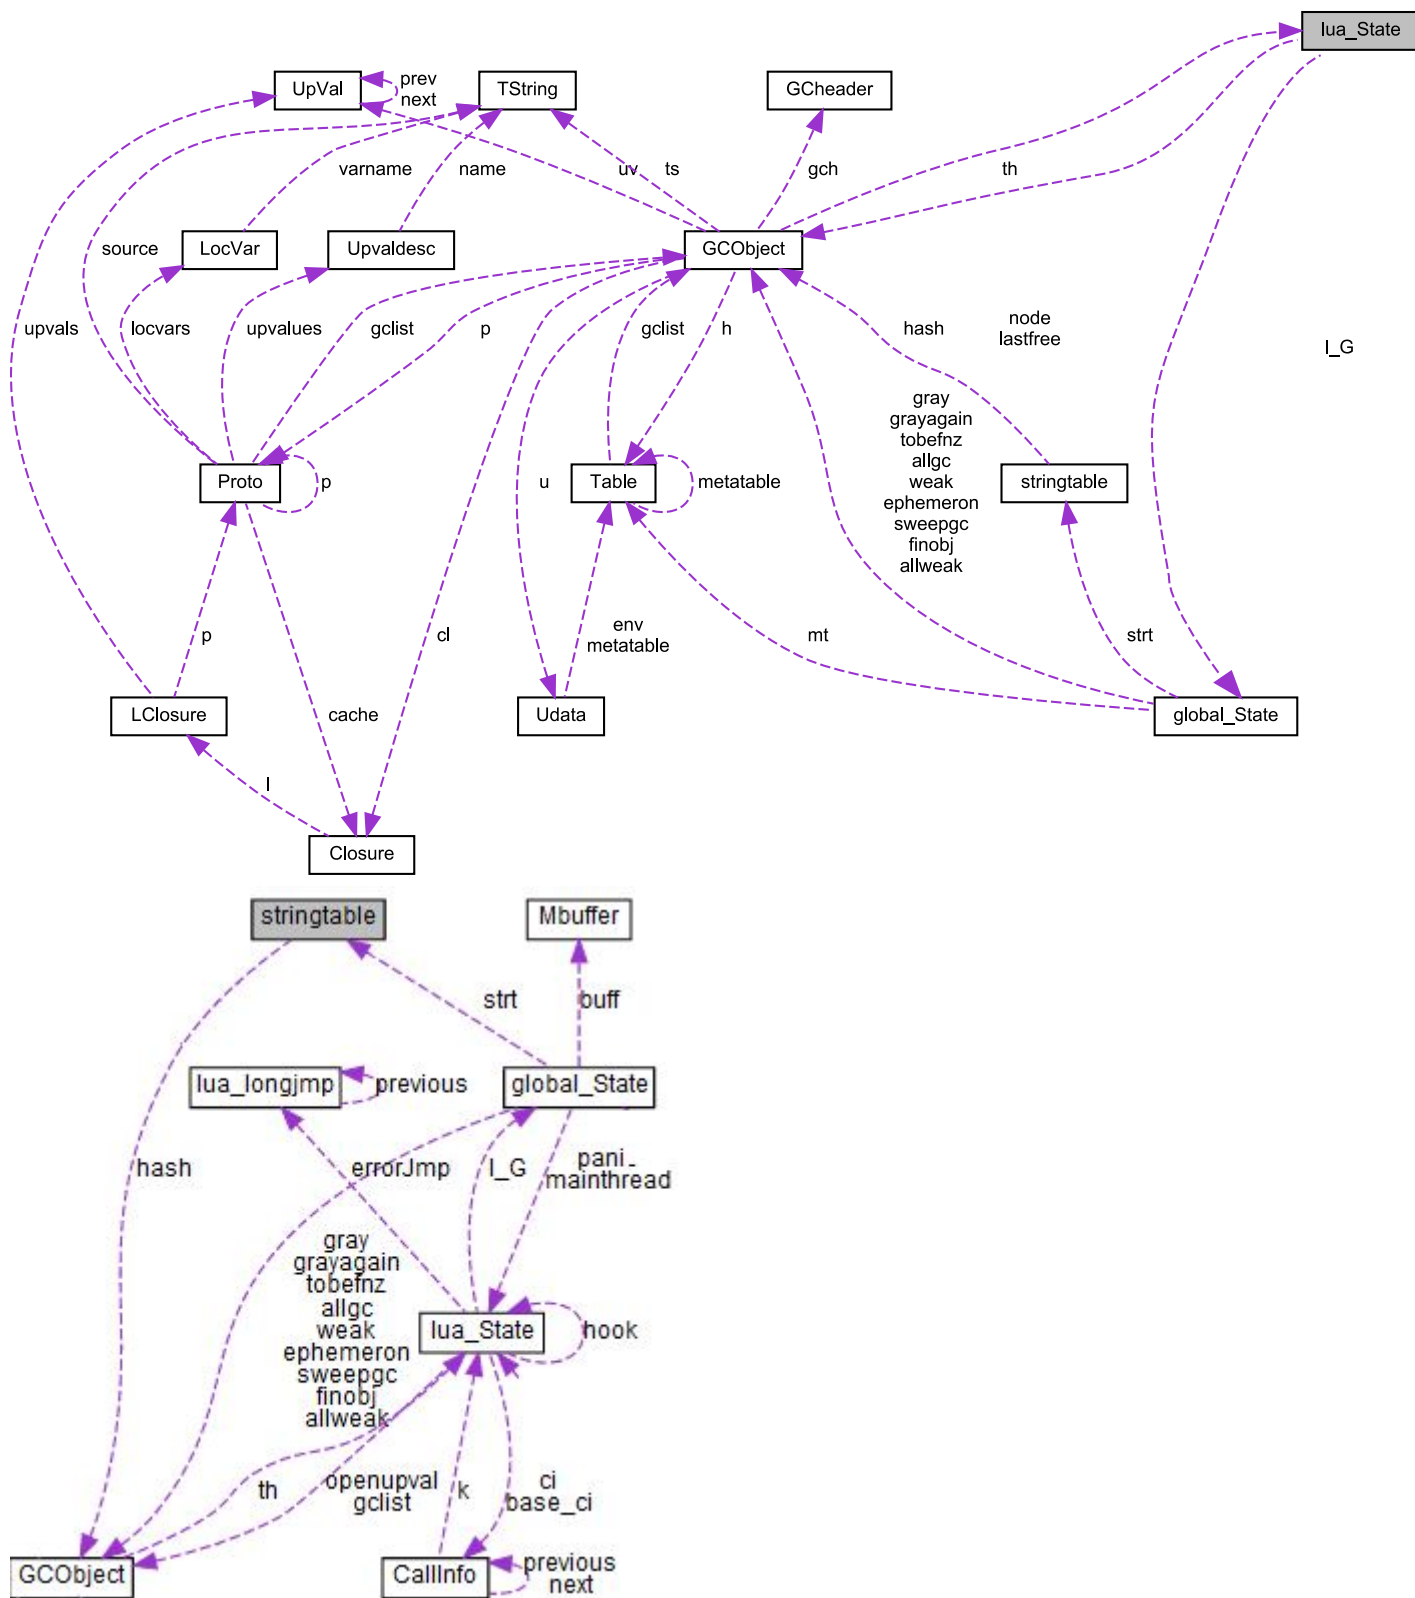 lua_State
UpVal
prev
next
TString
GCheader
varname
name
uv
ts
gch
th
source
LocVar
Upvaldesc
GCObject
upvals
locvars
upvalues
gclist
p
gclist
h
hash
node
lastfree
l_G
gray
grayagain
tobefnz
allgc
weak
ephemeron
sweepgc
finobj
allweak
Proto
p
u
Table
metatable
stringtable
p
cl
env
metatable
mt
strt
LClosure
cache
Udata
global_State
l
Closure
stringtable
Mbuffer
strt
buff
lua_longjmp
previous
global_State
hash
errorJmp
l_G
pani_
mainthread
gray
grayagain
tobefnz
allgc
weak
ephemeron
sweepgc
finobj
allweak
lua_State
hook
th
openupval
gclist
k
ci
base_ci
GCObject
CallInfo
previous
next